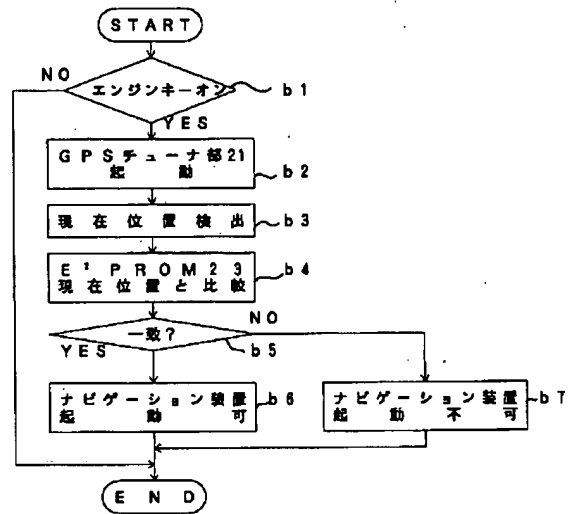 START
NO
エンジンキーオン
b1
YES
GPSチューナ部21
起動
b2
現在位置検出
b3
E²PROM23
現在位置と比較
b4
一致?
NO
YES
b5
ナビゲーション装置
起動可
b6
ナビゲーション装置
起動不可
b7
END